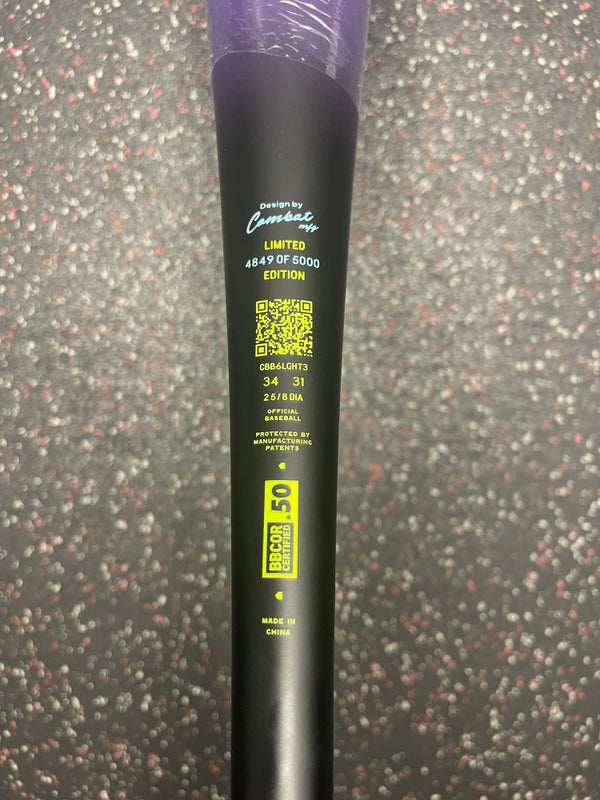 Design by
Combat
mfg
LIMITED
4849 OF 5000
EDITION
CBB6LGHT3
34 31
2 5/8 DIA
OFFICIAL
BASEBALL
PROTECTED BY
MANUFACTURING
PATENTS
BBCOR
CERTIFIED
.50
MADE IN
CHINA